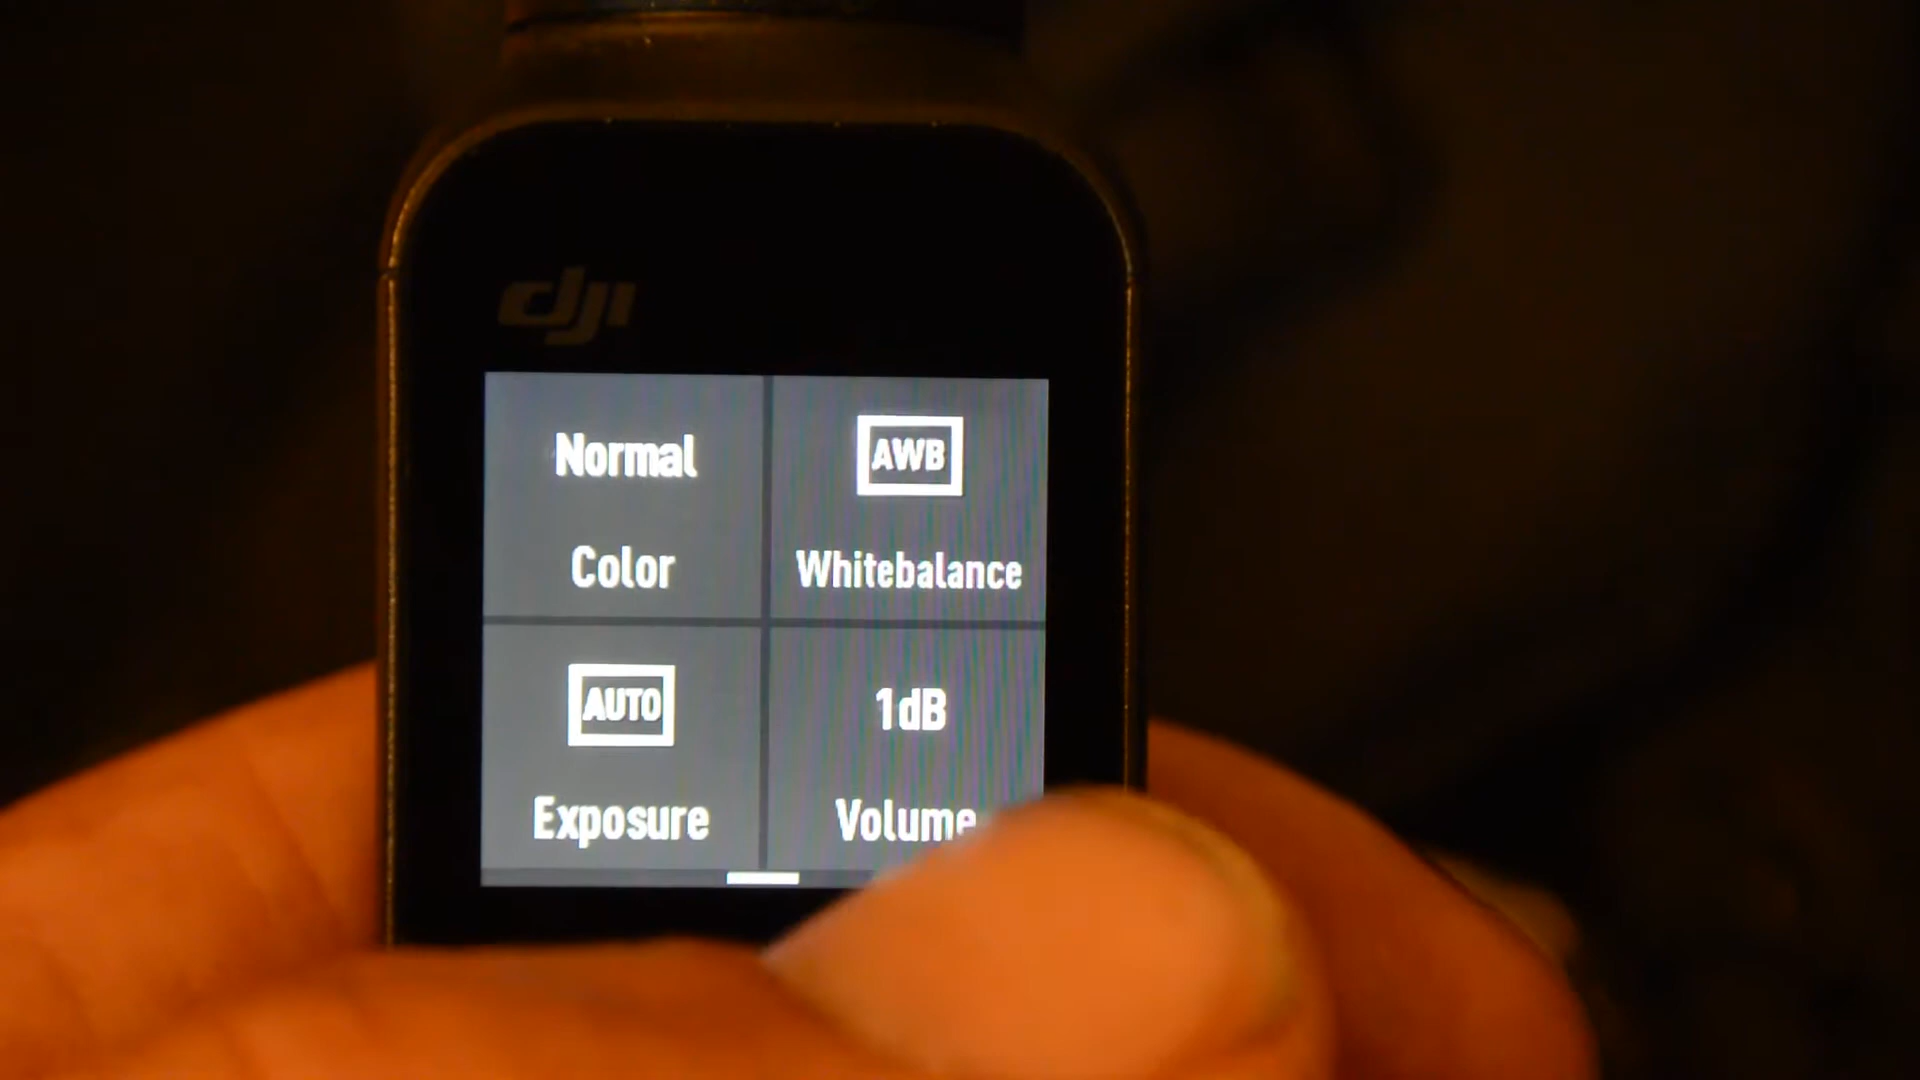 dji
Normal
Color
AWB
Whitebalance
AUTO
Exposure
1dB
Volume